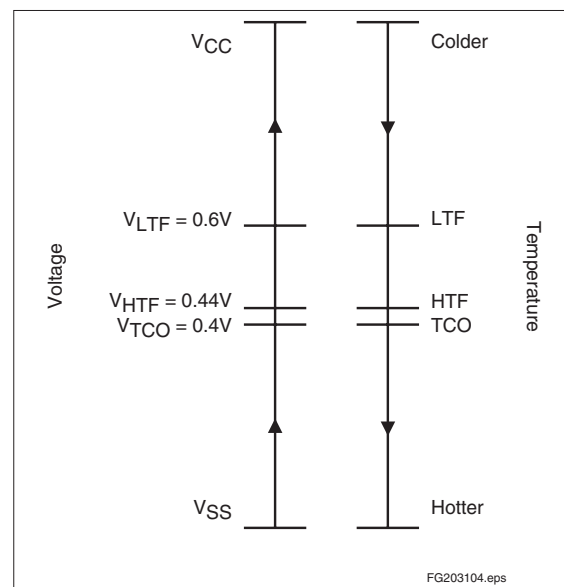 VCC
Colder
VLTF = 0.6V
LTF
Voltage
Temperature
VHTF = 0.44V
HTF
VTCO = 0.4V
TCO
VSS
Hotter
FG203104.eps